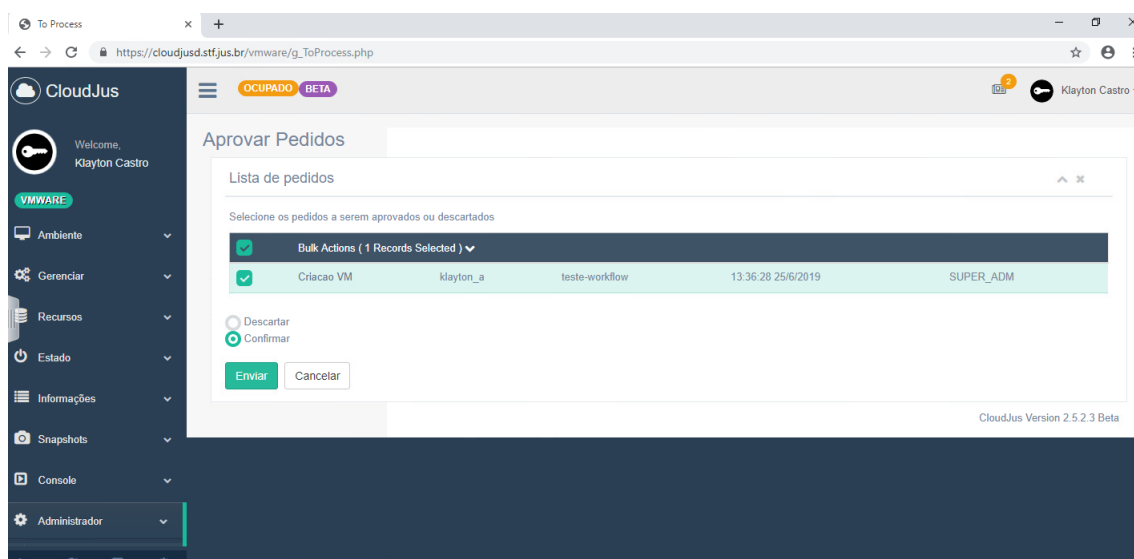 To Process
https://cloudjusd.stf.jus.br/vmware/g_ToProcess.php
CloudJus
OCUPADO BETA
2
Klayton Castro
Welcome,
Klayton Castro
VMWARE
Ambiente
Gerenciar
Recursos
Estado
Informações
Snapshots
Console
Administrador
Aprovar Pedidos
Lista de pedidos
Selecione os pedidos a serem aprovados ou descartados
Bulk Actions ( 1 Records Selected )
Criacao VM klayton_a teste-workflow 13:36:28 25/6/2019 SUPER_ADM
Descartar
Confirmar
Enviar Cancelar
CloudJus Version 2.5.2.3 Beta